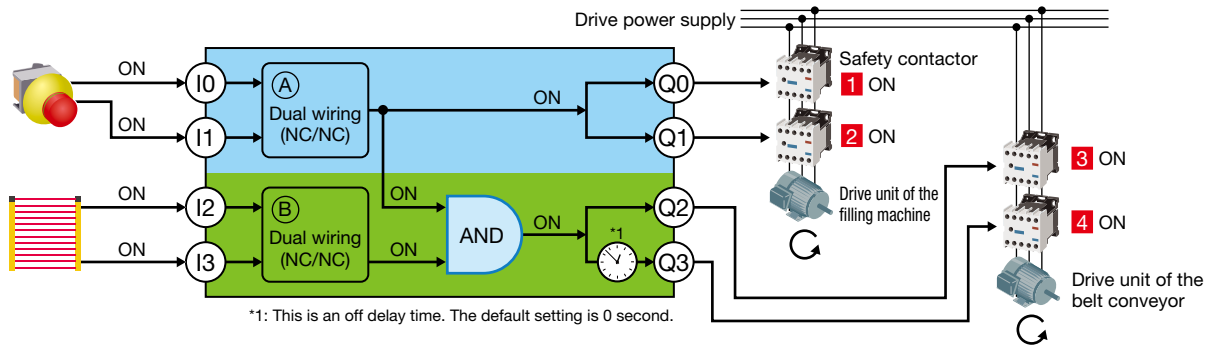 Drive power supply
Safety contactor
ON
I0
A
Dual wiring
(NC/NC)
ON
Q0
1 ON
ON
I1
Q1
2 ON
3 ON
ON
I2
B
Dual wiring
(NC/NC)
ON
AND
ON
Q2
Drive unit of the
filling machine
4 ON
ON
I3
ON
*1
Q3
Drive unit of the
belt conveyor
*1: This is an off delay time. The default setting is 0 second.